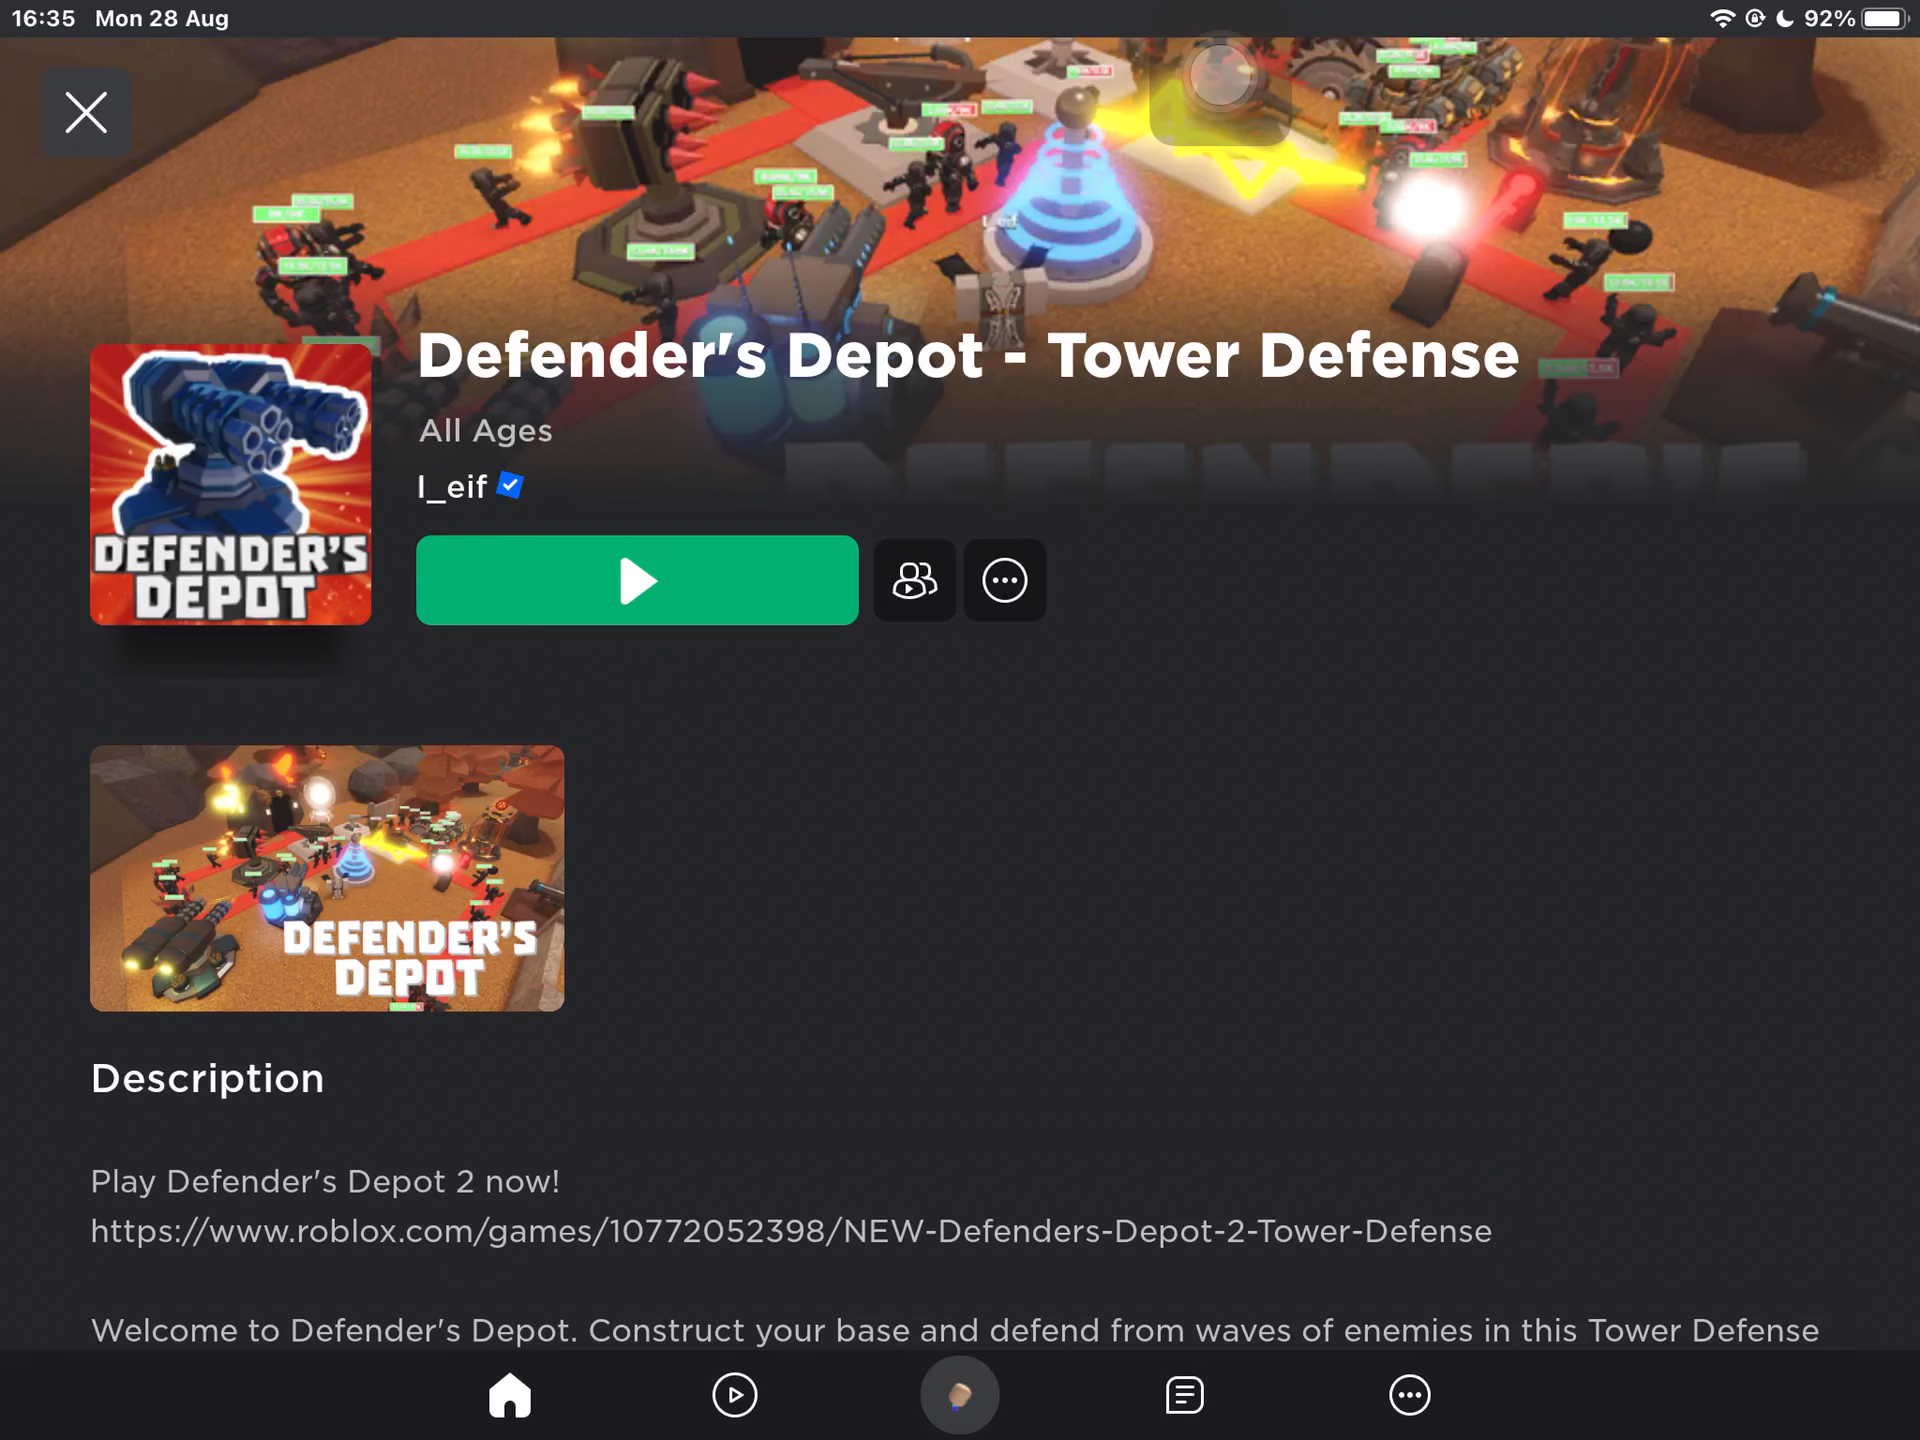 16:35 Mon 28 Aug 92%
l_eif
Defender's Depot - Tower Defense
All Ages
l_eif
DEFENDER'S
DEPOT
DEFENDER'S
DEPOT
Description
Play Defender's Depot 2 now!
https://www.roblox.com/games/10772052398/NEW-Defenders-Depot-2-Tower-Defense
Welcome to Defender's Depot. Construct your base and defend from waves of enemies in this Tower Defense